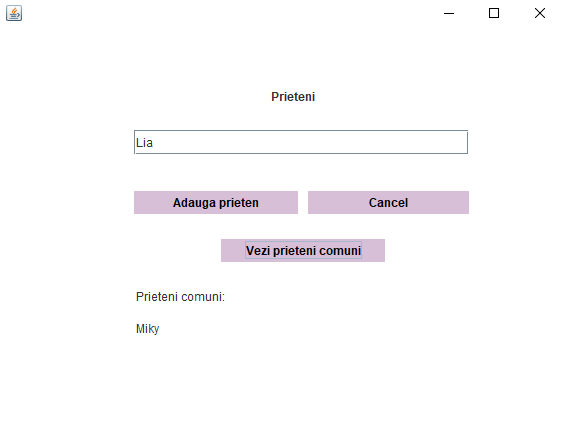 Prieteni
Lia
Adauga prieten Cancel
Vezi prieteni comuni
Prieteni comuni:
Miky